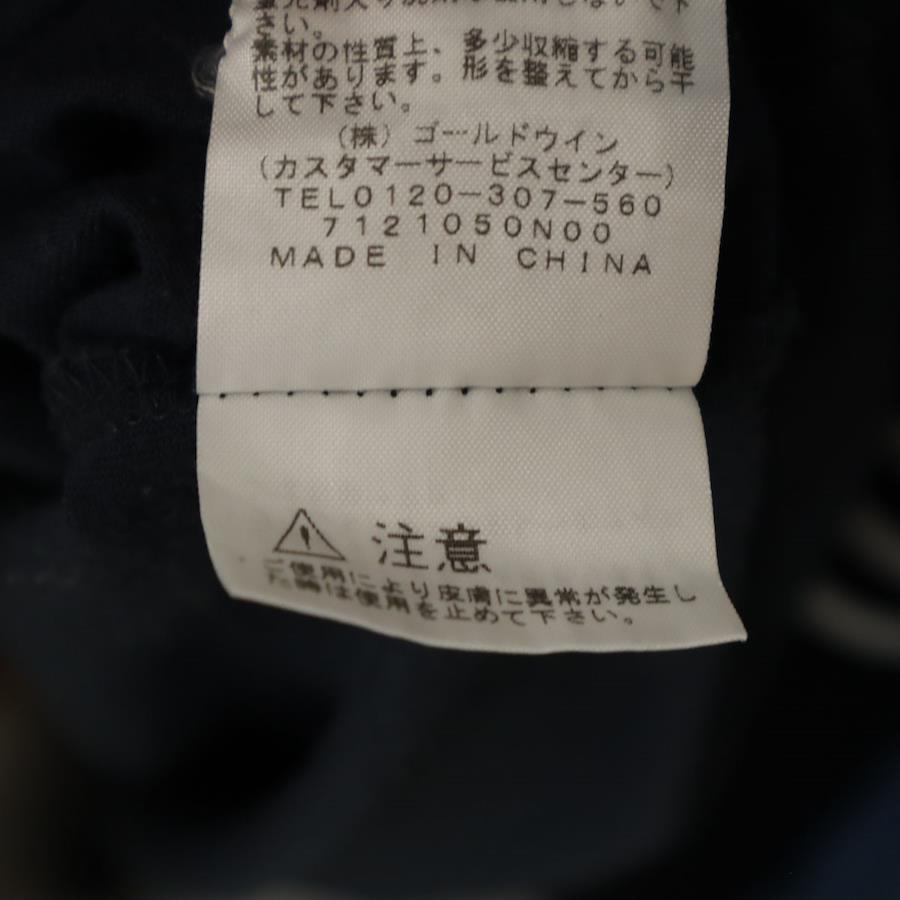 さい。
素材の性質上、多少収縮する可能
性があります。形を整えてから干
して下さい。
(株) ゴールドウイン
(カスタマーサービスセンター)
TEL0120-307-560
7121050N00
MADE IN CHINA
注意
ご使用により皮膚に異常が発生し
た時は使用を止めて下さい。